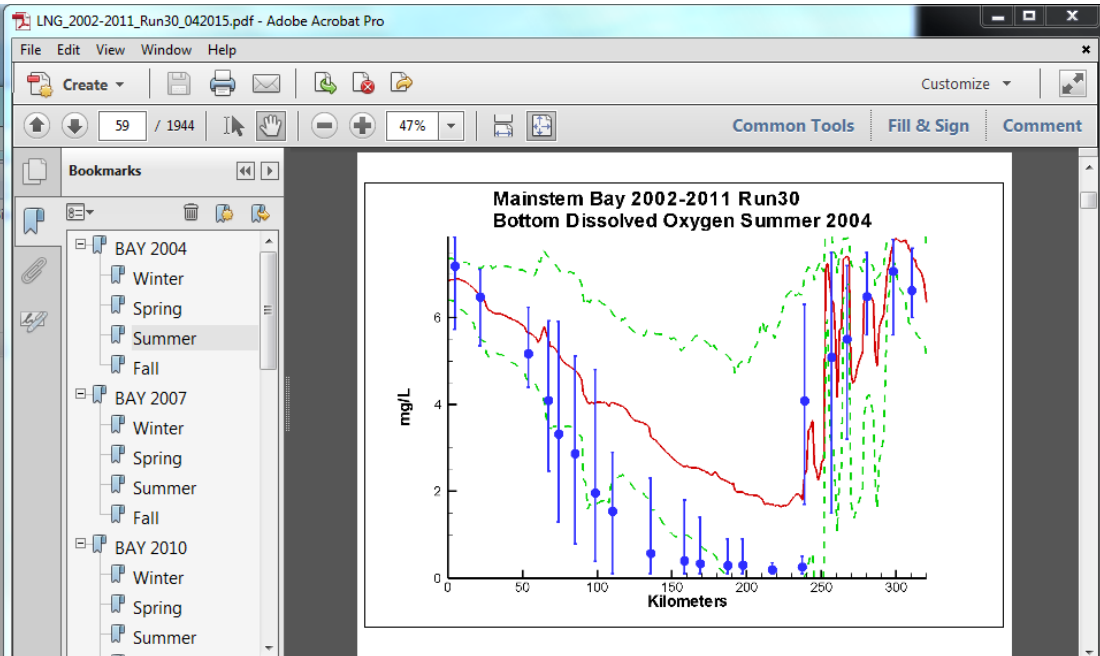 LNG_2002-2011_Run30_042015.pdf - Adobe Acrobat Pro
File Edit View Window Help
Create
Customize
59 / 1944
47%
Common Tools
Fill & Sign
Comment
Bookmarks
BAY 2004
Winter
Spring
Summer
Fall
BAY 2007
Winter
Spring
Summer
Fall
BAY 2010
Winter
Spring
Summer
Mainstem Bay 2002-2011 Run30
Bottom Dissolved Oxygen Summer 2004
mg/L
6
4
2
0
0 50 100 150 200 250 300
Kilometers